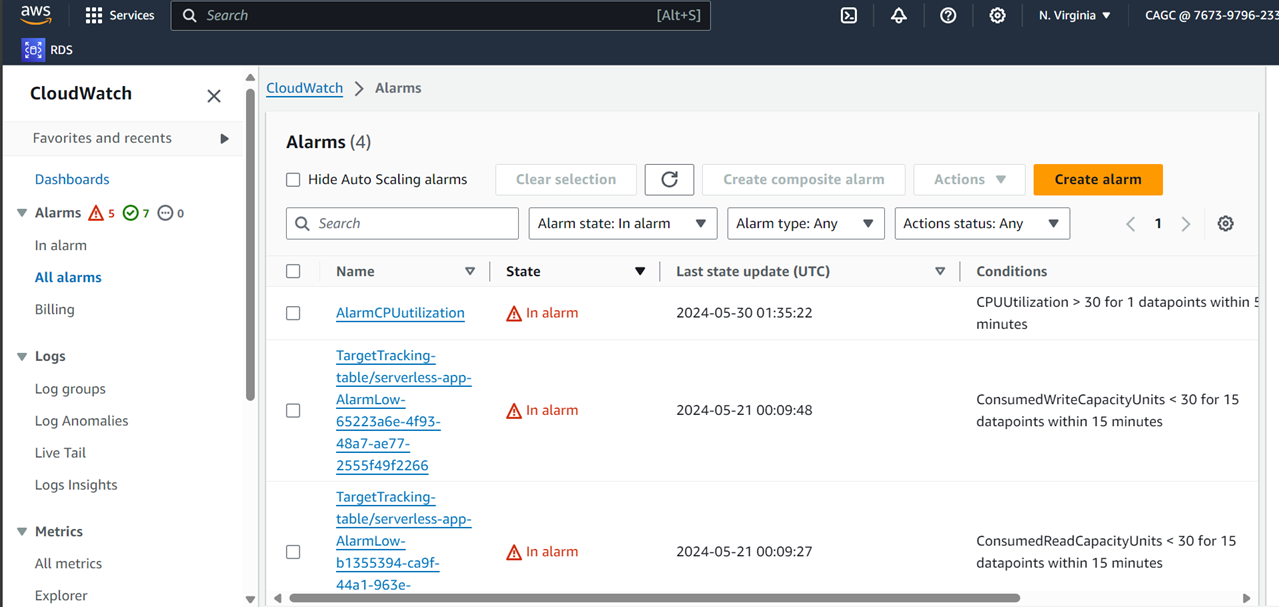 aws
Services
Search
[Alt+S]
N. Virginia
CAGC @ 7673-9796-233
RDS
CloudWatch
Favorites and recents
Dashboards
Alarms 5 7 0
In alarm
All alarms
Billing
Logs
Log groups
Log Anomalies
Live Tail
Logs Insights
Metrics
All metrics
Explorer
CloudWatch > Alarms
Alarms (4)
Hide Auto Scaling alarms
Clear selection
Create composite alarm
Actions
Create alarm
Search
Alarm state: In alarm
Alarm type: Any
Actions status: Any
1
Name
State
Last state update (UTC)
Conditions
AlarmCPUutilization
In alarm
2024-05-30 01:35:22
CPUUtilization > 30 for 1 datapoints within 5
minutes
TargetTracking-
table/serverless-app-
AlarmLow-
65223a6e-4f93-
48a7-ae77-
2555f49f2266
In alarm
2024-05-21 00:09:48
ConsumedWriteCapacityUnits < 30 for 15
datapoints within 15 minutes
TargetTracking-
table/serverless-app-
AlarmLow-
b1355394-ca9f-
44a1-963e-
In alarm
2024-05-21 00:09:27
ConsumedReadCapacityUnits < 30 for 15
datapoints within 15 minutes